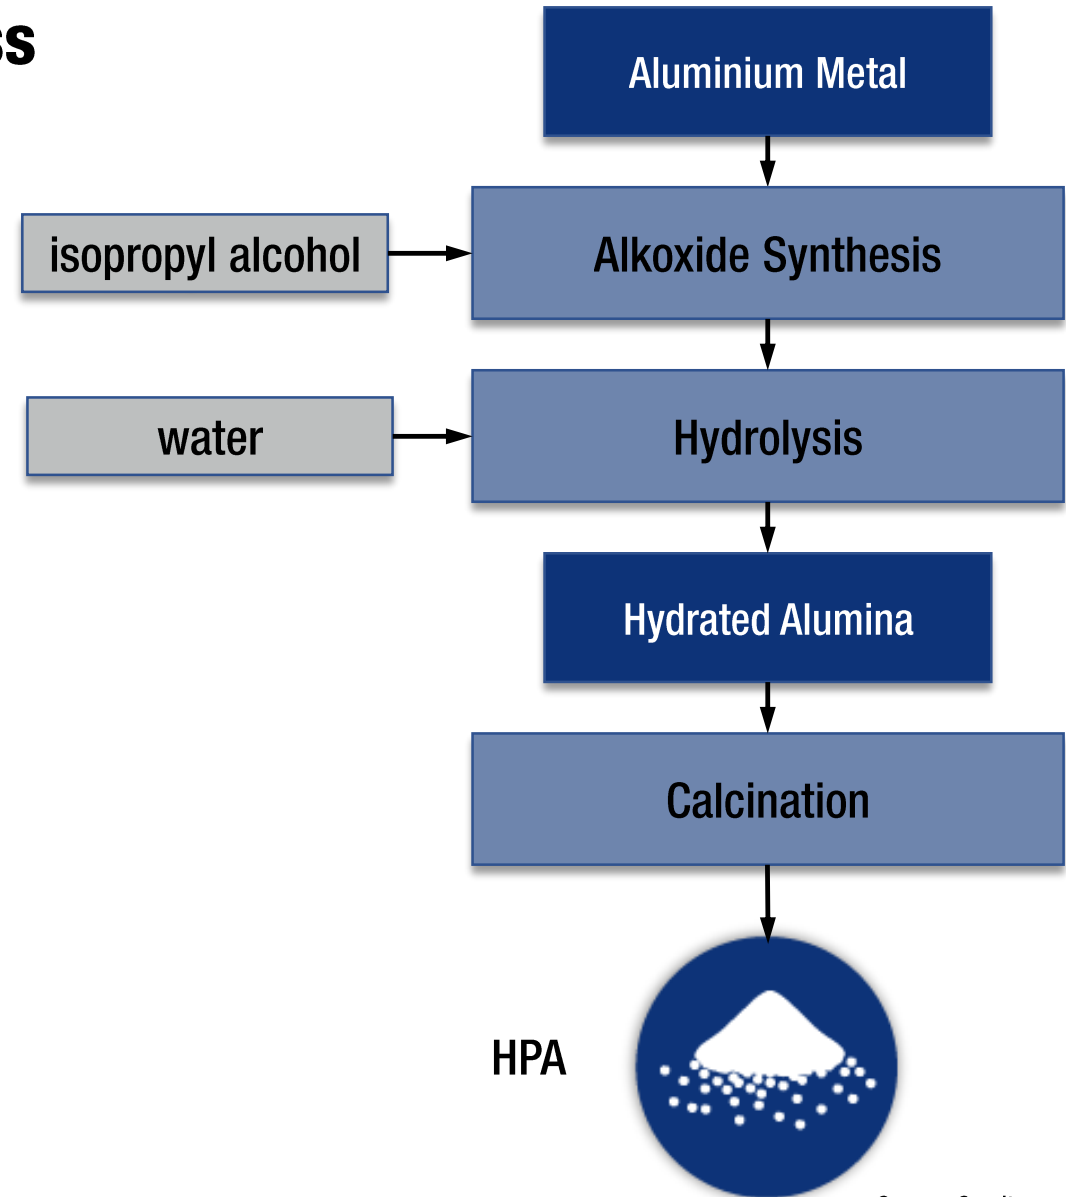 ss
Aluminium Metal
isopropyl alcohol
Alkoxide Synthesis
water
Hydrolysis
Hydrated Alumina
Calcination
HPA